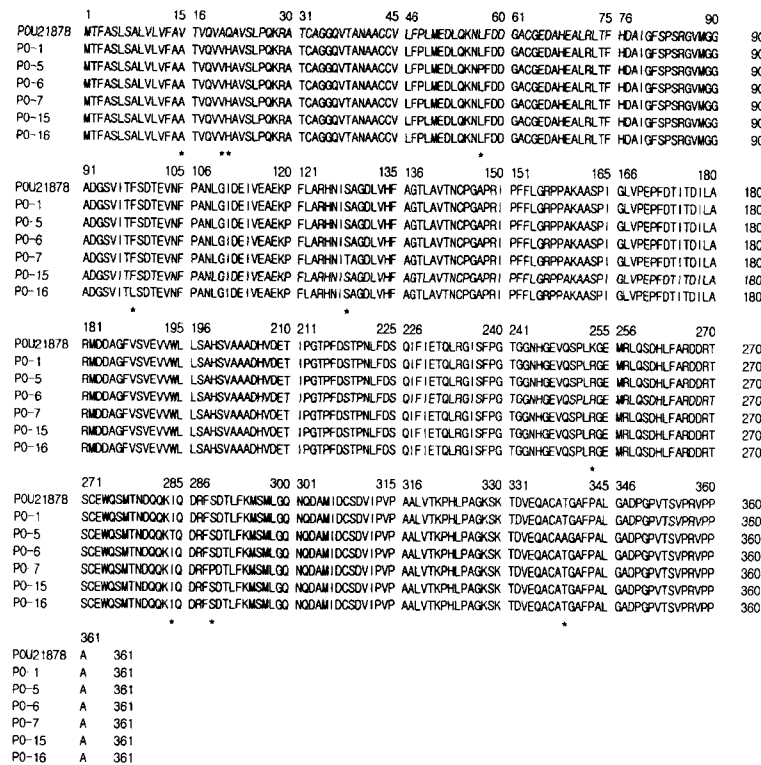 1 15 16 30 31 45 46 60 61 75 76 90
POU21878 MTFASLSALVLVFAV TVQVAQAVSLPQKRA TCAGGQVTANAACCV LFPLMEDLQKNLFDD GACGEDAHEALRLTF HDAIGFSPSRGVMGG 90
PO-1 MTFASLSALVLVFAA TVQVVHAVSLPQKRA TCAGGQVTANAACCV LFPLMEDLQKNLFDD GACGEDAHEALRLTF HDAIGFSPSRGVMGG 90
PO-5 MTFASLSALVLVFAA TVQVVHAVSLPQKRA TCAGGQVTANAACCV LFPLMEDLQKNPFDD GACGEDAHEALRLTF HDAIGFSPSRGVMGG 90
PO-6 MTFASLSALVLVFAA TVQVVHAVSLPQKRA TCAGGQVTANAACCV LFPLMEDLQKNLFDD GACGEDAHEALRLTF HDAIGFSPSRGVMGG 90
PO-7 MTFASLSALVLVFAA TVQVVHAVSLPQKRA TCAGGQVTANAACCV LFPLMEDLQKNLFDD GACGEDAHEALRLTF HDAIGFSPSRGVMGG 90
PO-15 MTFASLSALVLVFAA TVQVVHAVSLPQKRA TCAGGQVTANAACCV LFPLMEDLQKNLFDD GACGEDAHEALRLTF HDAIGFSPSRGVMGG 90
PO-16 MTFASLSALVLVFAA TVQVVHAVSLPQKRA TCAGGQVTANAACCV LFPLMEDLQKNLFDD GACGEDAHEALRLTF HDAIGFSPSRGVMGG 90
* ** *
91 105 106 120 121 135 136 150 151 165 166 180
POU21878 ADGSVITFSDTEVNF PANLGIDEIVEAEKP FLARHNISAGDLVHF AGTLAVTNCPGAPRI PFFLGRPPAKAASPI GLVPEPFDTITDILA 180
PO-1 ADGSVITFSDTEVNF PANLGIDEIVEAEKP FLARHNISAGDLVHF AGTLAVTNCPGAPRI PFFLGRPPAKAASPI GLVPEPFDTITDILA 180
PO-5 ADGSVITFSDTEVNF PANLGIDEIVEAEKP FLARHNISAGDLVHF AGTLAVTNCPGAPRI PFFLGRPPAKAASPI GLVPEPFDTITDILA 180
PO-6 ADGSVITFSDTEVNF PANLGIDEIVEAEKP FLARHNISAGDLVHF AGTLAVTNCPGAPRI PFFLGRPPAKAASPI GLVPEPFDTITDILA 180
PO-7 ADGSVITFSDTEVNF PANLGIDEIVEAEKP FLARHNITAGDLVHF AGTLAVTNCPGAPRI PFFLGRPPAKAASPI GLVPEPFDTITDILA 180
PO-15 ADGSVITFSDTEVNF PANLGIDEIVEAEKP FLARHNISAGDLVHF AGTLAVTNCPGAPRI PFFLGRPPAKAASPI GLVPEPFDTITDILA 180
PO-16 ADGSVITLSDTEVNF PANLGIDEIVEAEKP FLARHNISAGDLVHF AGTLAVTNCPGAPRI PFFLGRPPAKAASPI GLVPEPFDTITDILA 180
* *
181 195 196 210 211 225 226 240 241 255 256 270
POU21878 RMDDAGFVSVEVVWL LSAHSVAAADHVDET IPGTPFDSTPNLFDS QIFIETQLRGISFPG TGGNHGEVQSPLKGE MRLQSDHLFARDDRT 270
PO-1 RMDDAGFVSVEVVWL LSAHSVAAADHVDET IPGTPFDSTPNLFDS QIFIETQLRGISFPG TGGNHGEVQSPLRGE MRLQSDHLFARDDRT 270
PO-5 RMDDAGFVSVEVVWL LSAHSVAAADHVDET IPGTPFDSTPNLFDS QIFIETQLRGISFPG TGGNHGEVQSPLRGE MRLQSDHLFARDDRT 270
PO-6 RMDDAGFVSVEVVWL LSAHSVAAADHVDET IPGTPFDSTPNLFDS QIFIETQLRGISFPG TGGNHGEVQSPLRGE MRLQSDHLFARDDRT 270
PO-7 RMDDAGFVSVEVVWL LSAHSVAAADHVDET IPGTPFDSTPNLFDS QIFIETQLRGISFPG TGGNHGEVQSPLRGE MRLQSDHLFARDDRT 270
PO-15 RMDDAGFVSVEVVWL LSAHSVAAADHVDET IPGTPFDSTPNLFDS QIFIETQLRGISFPG TGGNHGEVQSPLRGE MRLQSDHLFARDDRT 270
PO-16 RMDDAGFVSVEVVWL LSAHSVAAADHVDET IPGTPFDSTPNLFDS QIFIETQLRGISFPG TGGNHGEVQSPLRGE MRLQSDHLFARDDRT 270
*
271 285 286 300 301 315 316 330 331 345 346 360
POU21878 SCEWQSMTNDQQKIQ DRFSDTLFKMSMLGQ NQDAMIDCSDVIPVP AALVTKPHLPAGKSK TDVEQACATGAFPAL GADPGPVTSVPRVPP 360
PO-1 SCEWQSMTNDQQKIQ DRFSDTLFKMSMLGQ NQDAMIDCSDVIPVP AALVTKPHLPAGKSK TDVEQACATGAFPAL GADPGPVTSVPRVPP 360
PO-5 SCEWQSMTNDQQKTQ DRFSDTLFKMSMLGQ NQDAMIDCSDVIPVP AALVTKPHLPAGKSK TDVEQACAAGAFPAL GADPGPVTSVPRVPP 360
PO-6 SCEWQSMTNDQQKIQ DRFSDTLFKMSMLGQ NQDAMIDCSDVIPVP AALVTKPHLPAGKSK TDVEQACATGAFPAL GADPGPVTSVPRVPP 360
PO-7 SCEWQSMTNDQQKIQ DRFPDTLFKMSMLGQ NQDAMIDCSDVIPVP AALVTKPHLPAGKSK TDVEQACATGAFPAL GADPGPVTSVPRVPP 360
PO-15 SCEWQSMTNDQQKIQ DRFSDTLFKMSMLGQ NQDAMIDCSDVIPVP AALVTKPHLPAGKSK TDVEQACATGAFPAL GADPGPVTSVPRVPP 360
PO-16 SCEWQSMTNDQQKIQ DRFSDTLFKMSMLGQ NQDAMIDCSDVIPVP AALVTKPHLPAGKSK TDVEQACATGAFPAL GADPGPVTSVPRVPP 360
* * *
361
POU21878 A 361
PO-1 A 361
PO-5 A 361
PO-6 A 361
PO-7 A 361
PO-15 A 361
PO-16 A 361